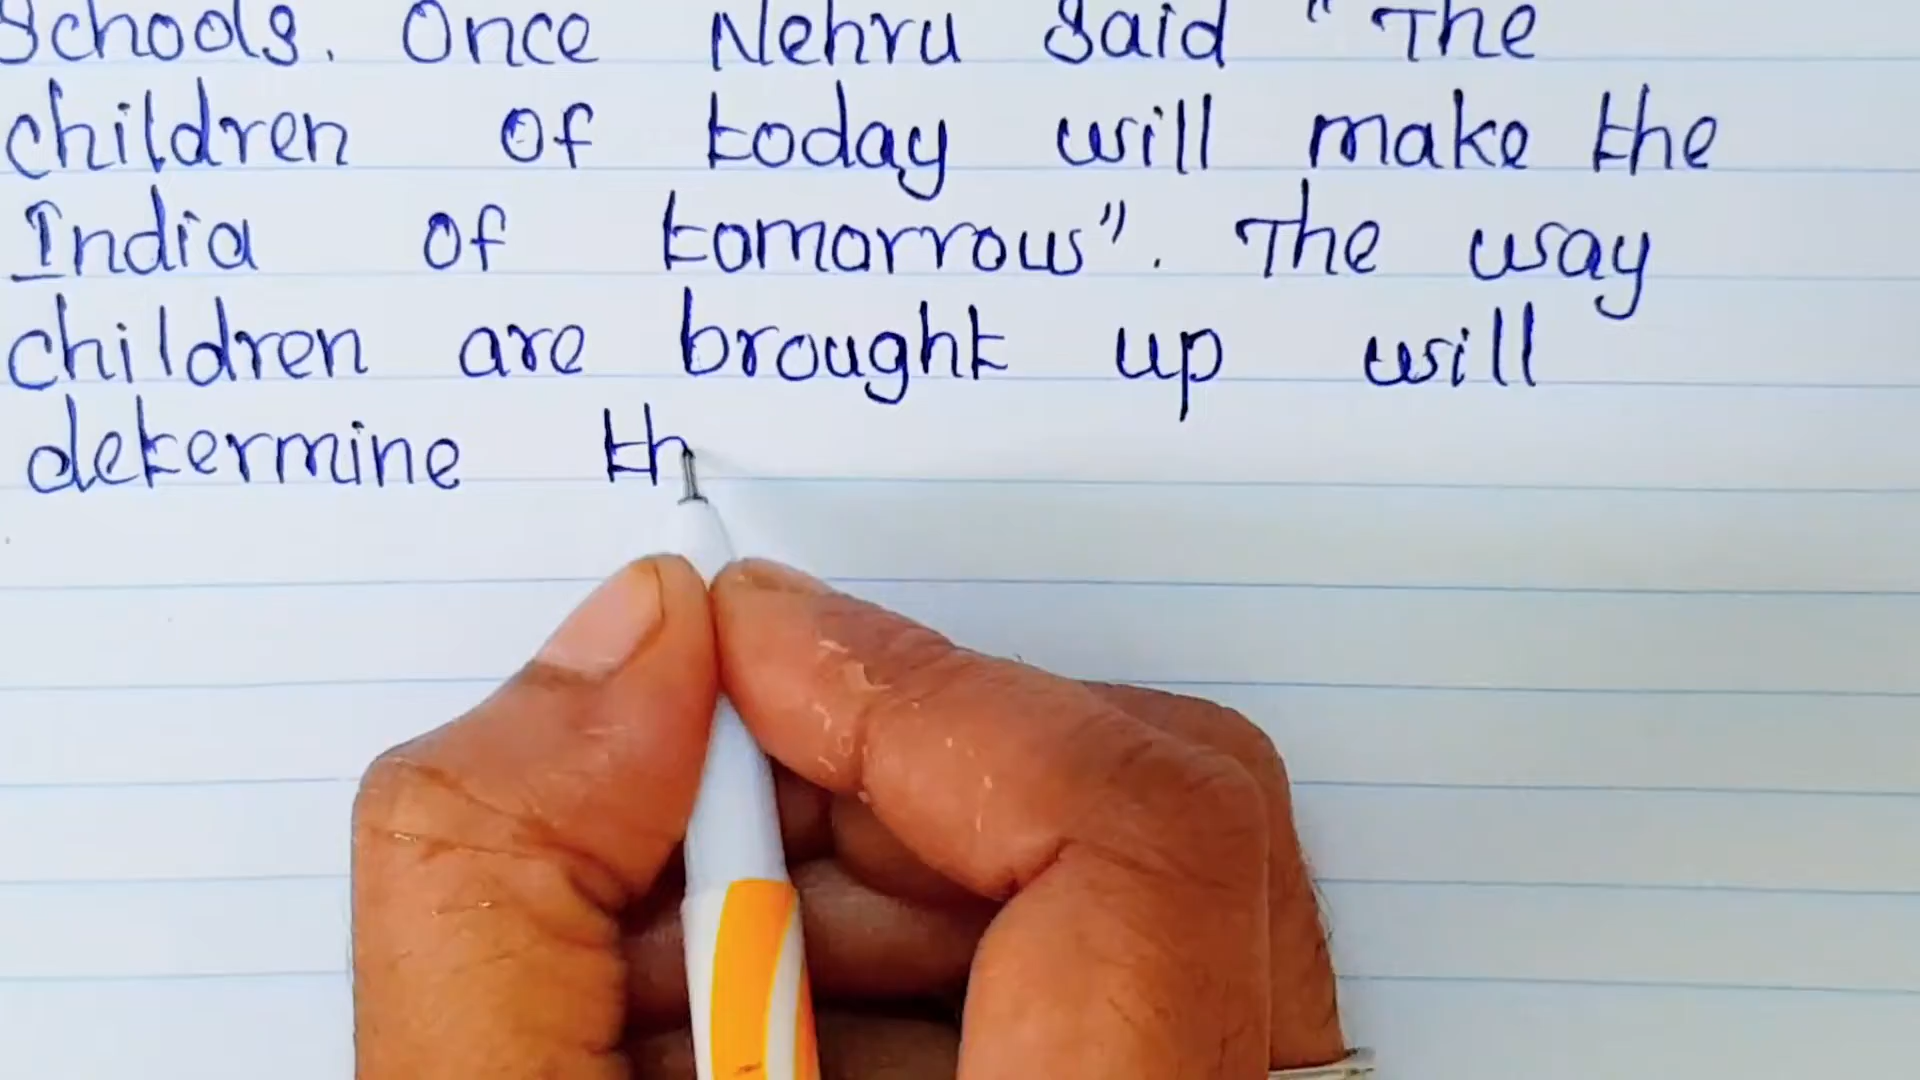 Schools. Once Nehru Said "The
children of today will make the
India of tomorrow". The way
children are brought up will
determine th